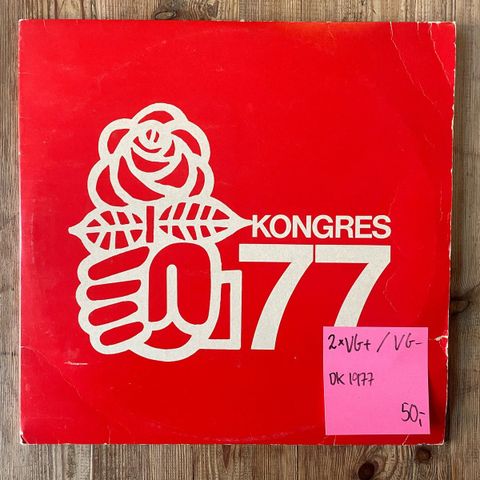 KONGRES
77
2xVG+ / VG-
DK 1977
50,-